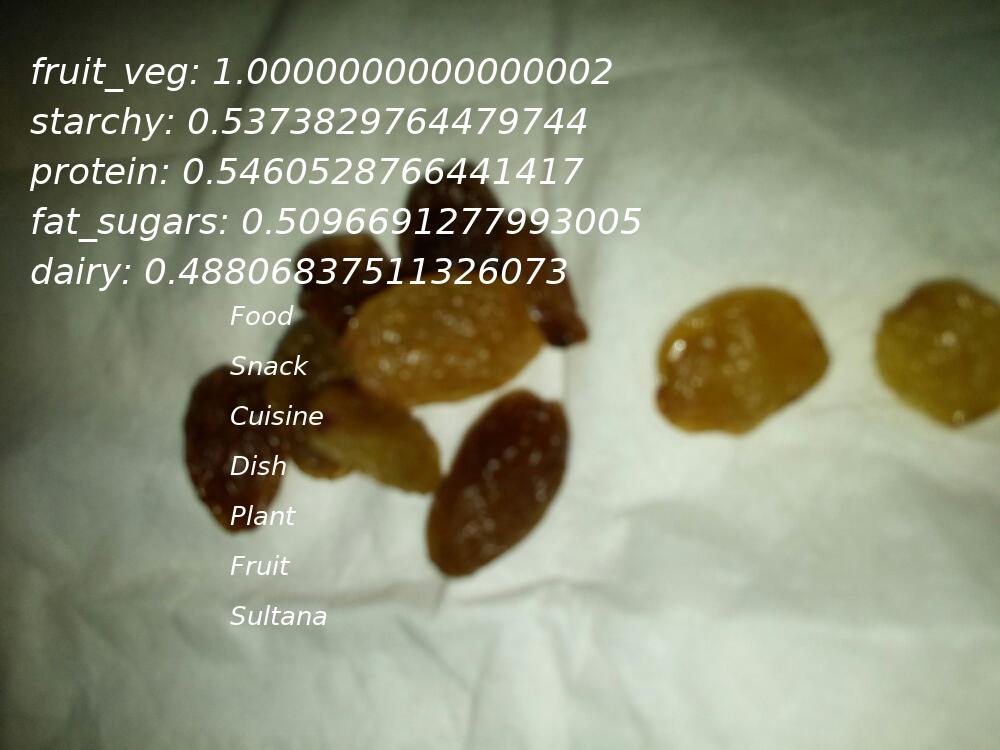 fruit_veg: 1.0000000000000002
starchy: 0.5373829764479744
protein: 0.5460528766441417
fat_sugars: 0.5096691277993005
dairy: 0.48806837511326073
Food
Snack
Cuisine
Dish
Plant
Fruit
Sultana